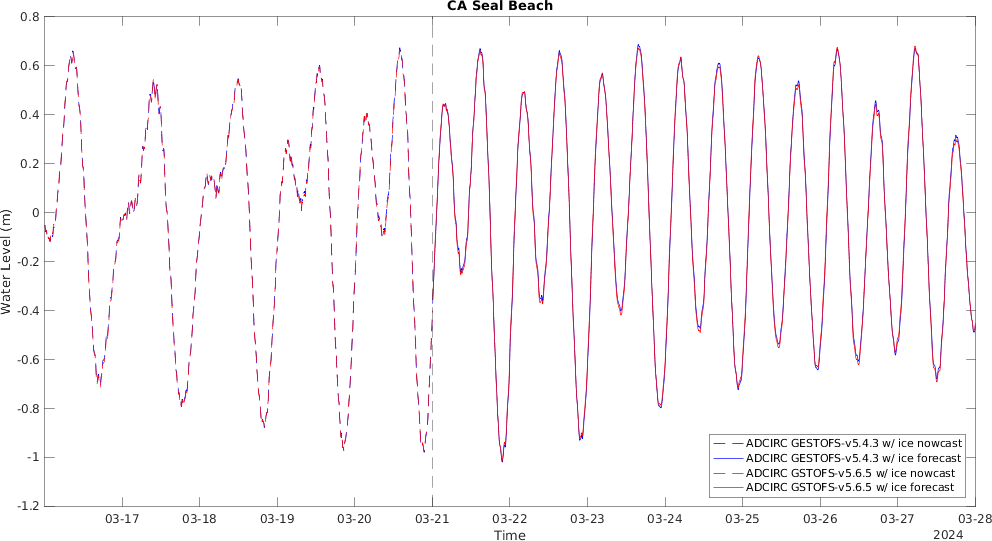 CA Seal Beach
0.8
0.6
0.4
0.2
0
-0.2
-0.4
-0.6
-0.8
-1
-1.2
Water Level (m)
03-17 03-18 03-19 03-20 03-21 03-22 03-23 03-24 03-25 03-26 03-27 03-28
Time
2024
ADCIRC GESTOFS-v5.4.3 w/ ice nowcast
ADCIRC GESTOFS-v5.4.3 w/ ice forecast
ADCIRC GSTOFS-v5.6.5 w/ ice nowcast
ADCIRC GSTOFS-v5.6.5 w/ ice forecast